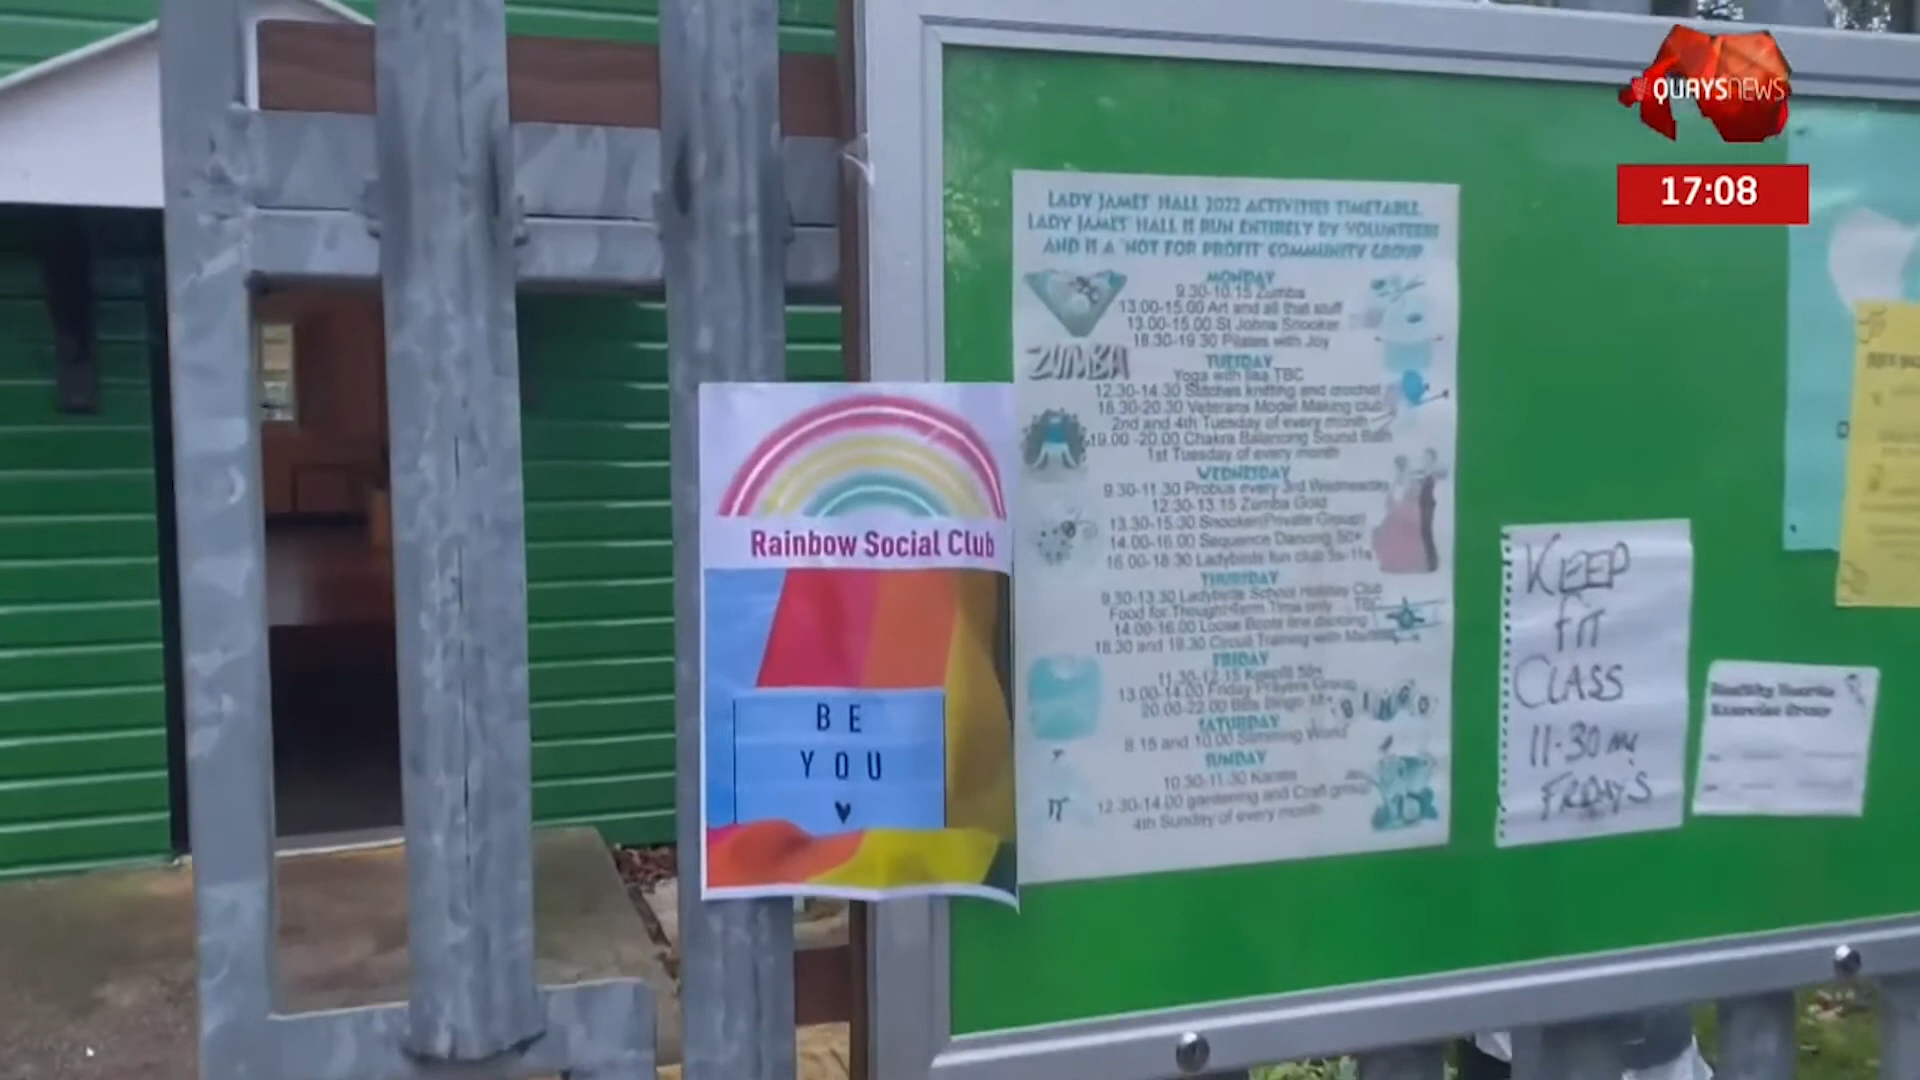 QUAYSNEWS
17:08
LADY JAMES' HALL 2022 ACTIVITIES TIMETABLE.
LADY JAMES' HALL IS RUN ENTIRELY BY VOLUNTEERS
AND IS A 'NOT FOR PROFIT' COMMUNITY GROUP
MONDAY
9.30-10.15 Zumba
13.00-15.00 Art and all that stuff
13.00-15.00 St Johns Snooker
18.30-19.30 Pilates with Joy
ZUMBA
TUESDAY
Yoga with lisa TBC
12.30-14.30 Stitches knitting and crochet
18.30-20.30 Veterans Model Making club
2nd and 4th Tuesday of every month
19.00-20.00 Chakra Balancing Sound Bath
1st Tuesday of every month
WEDNESDAY
9.30-11.30 Probus every 3rd Wednesday
12.30-13.15 Zumba Gold
13.30-15.30 Snooker(Private Group)
14.00-16.00 Sequence Dancing 50+
16.00-18.30 Ladybirds fun club 5s-11s
THURSDAY
9.30-13.30 Ladybirds School Holiday Club
Food for Thought-Term Time only TBC
14.00-16.00 Loose Boots line dancing
18.30 and 19.30 Circuit Training with
FRIDAY
11.30-12.15 Keepfit 50+
13.00-14.00 Friday Prayers Group
20.00-22.00 Bingo
BINGO
SATURDAY
8.15 and 10.00 Slimming World
SUNDAY
10.30-11.30 Karate
12.30-14.00 gardening and Craft group
4th Sunday of every month
Rainbow Social Club
BE
YOU
♥
KEEP
FIT
CLASS
11·30 am
FRIDAYS
Healthy Hearts
Exercise Group